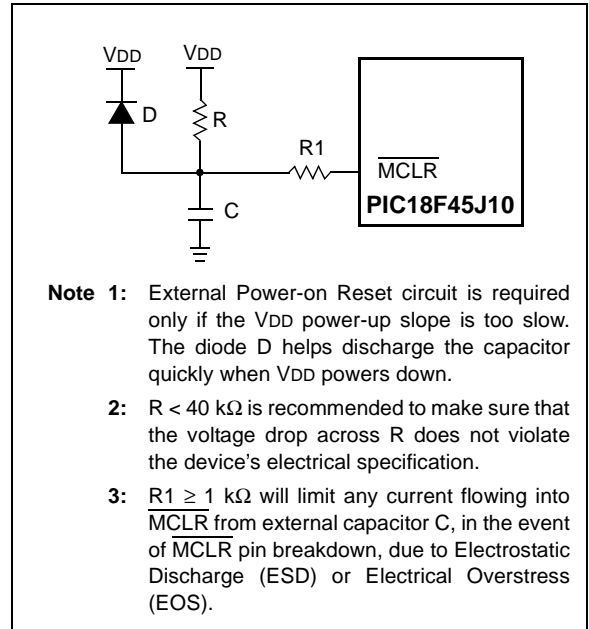 VDD VDD
D
R
R1
C
MCLR
PIC18F45J10
Note 1: External Power-on Reset circuit is required
only if the VDD power-up slope is too slow.
The diode D helps discharge the capacitor
quickly when VDD powers down.
2: R < 40 kΩ is recommended to make sure that
the voltage drop across R does not violate
the device's electrical specification.
3: R1 ≥ 1 kΩ will limit any current flowing into
MCLR from external capacitor C, in the event
of MCLR pin breakdown, due to Electrostatic
Discharge (ESD) or Electrical Overstress
(EOS).